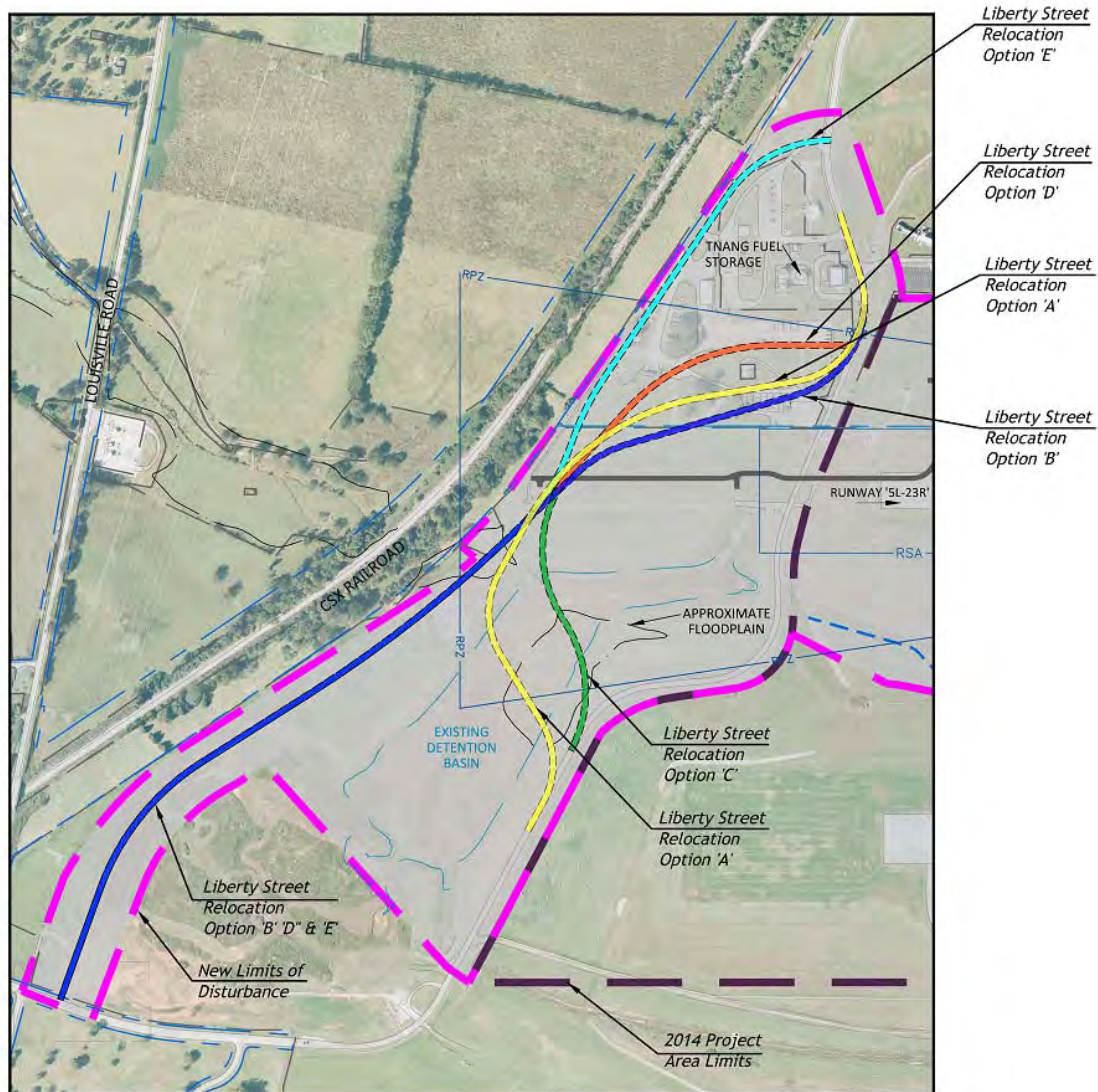 Liberty Street
Relocation
Option 'E'
Liberty Street
Relocation
Option 'D'
TNANG FUEL
STORAGE
Liberty Street
Relocation
Option 'A'
RPZ
LOUISVILLE ROAD
Liberty Street
Relocation
Option 'B'
RUNWAY '5L-23R'
RSA
CSX RAILROAD
APPROXIMATE
FLOODPLAIN
RPZ
EXISTING
DETENTION
BASIN
Liberty Street
Relocation
Option 'C'
Liberty Street
Relocation
Option 'A'
Liberty Street
Relocation
Option 'B' 'D" & 'E'
New Limits of
Disturbance
2014 Project
Area Limits